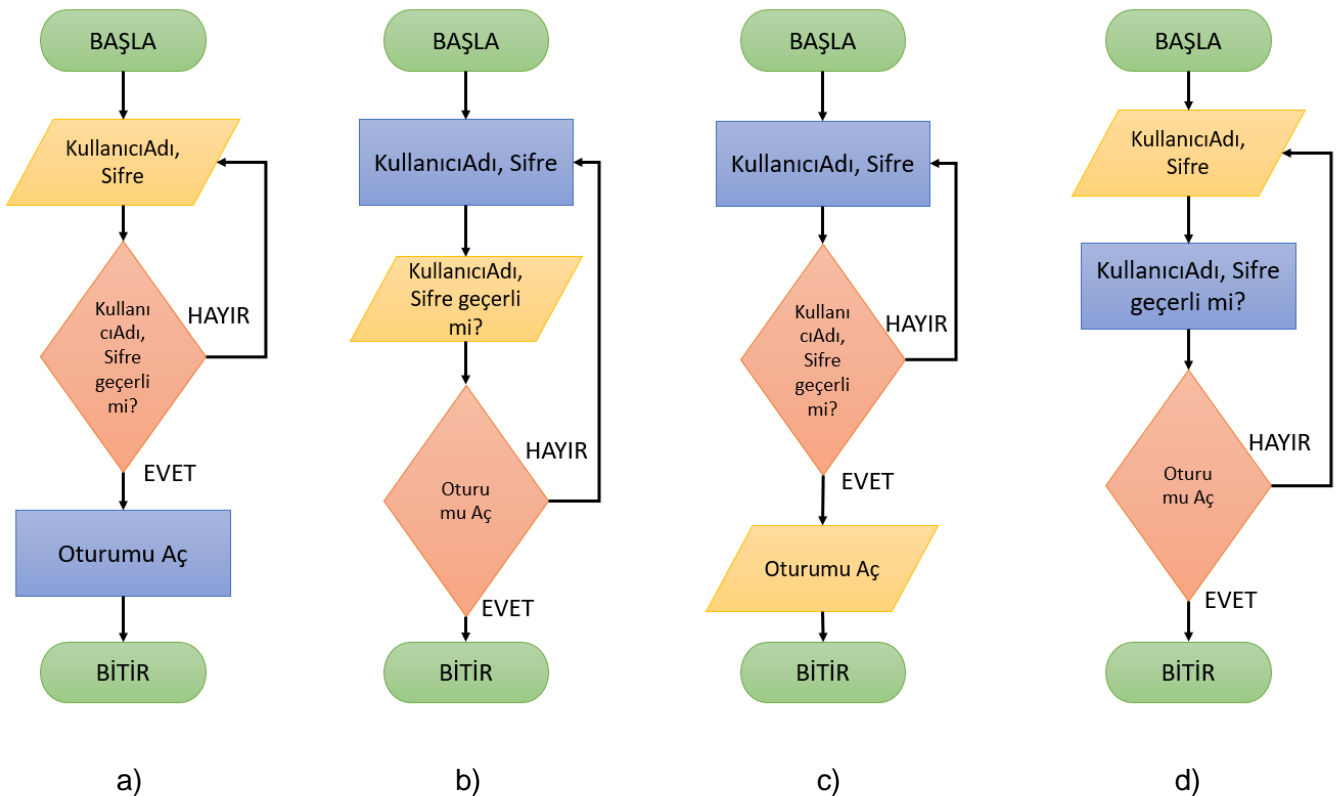 BAŞLA
KullanıcıAdı,
Sifre
Kullanı
cıAdı,
Sifre
geçerli
mi?
HAYIR
EVET
Oturumu Aç
BİTİR
a)
BAŞLA
KullanıcıAdı, Sifre
KullanıcıAdı,
Sifre geçerli
mi?
Oturu
mu Aç
HAYIR
EVET
BİTİR
b)
BAŞLA
KullanıcıAdı, Sifre
Kullanı
cıAdı,
Sifre
geçerli
mi?
HAYIR
EVET
Oturumu Aç
BİTİR
c)
BAŞLA
KullanıcıAdı,
Sifre
KullanıcıAdı, Sifre
geçerli mi?
Oturu
mu Aç
HAYIR
EVET
BİTİR
d)